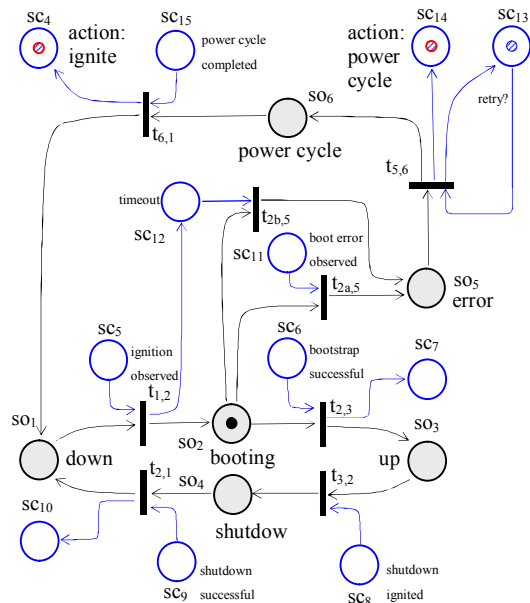 sc4
action:
ignite
sc15
power cycle
completed
action:
power
cycle
sc14
sc13
retry?
so6
t6,1
power cycle
t5,6
timeout
sc12
t2b,5
sc11
boot error
observed
t2a,5
so5
error
sc5
ignition
observed
t1,2
sc6
bootstrap
successful
sc7
so1
down
so2
booting
t2,3
so3
up
t2,1
so4
shutdow
t3,2
sc10
sc9
shutdown
successful
sc8
shutdown
ignited